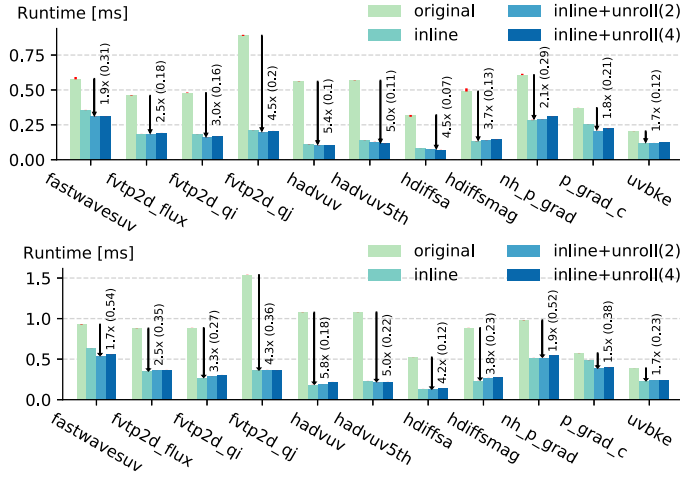 Runtime [ms]
original
inline+unroll(2)
inline
inline+unroll(4)
0.75
0.50
0.25
0.00
1.9x (0.31)
2.5x (0.18)
3.0x (0.16)
4.5x (0.2)
5.4x (0.1)
5.0x (0.11)
4.5x (0.07)
3.7x (0.13)
2.1x (0.29)
1.8x (0.21)
1.7x (0.12)
fastwavesuv
fvtp2d_flux
fvtp2d_qi
fvtp2d_qj
hadvuv
hadvuv5th
hdiffsa
hdiffsmag
nh_p_grad
p_grad_c
uvbke
Runtime [ms]
original
inline+unroll(2)
inline
inline+unroll(4)
1.5
1.0
0.5
0.0
1.7x (0.54)
2.5x (0.35)
3.3x (0.27)
4.3x (0.36)
5.8x (0.18)
5.0x (0.22)
4.2x (0.12)
3.8x (0.23)
1.9x (0.52)
1.5x (0.38)
1.7x (0.23)
fastwavesuv
fvtp2d_flux
fvtp2d_qi
fvtp2d_qj
hadvuv
hadvuv5th
hdiffsa
hdiffsmag
nh_p_grad
p_grad_c
uvbke